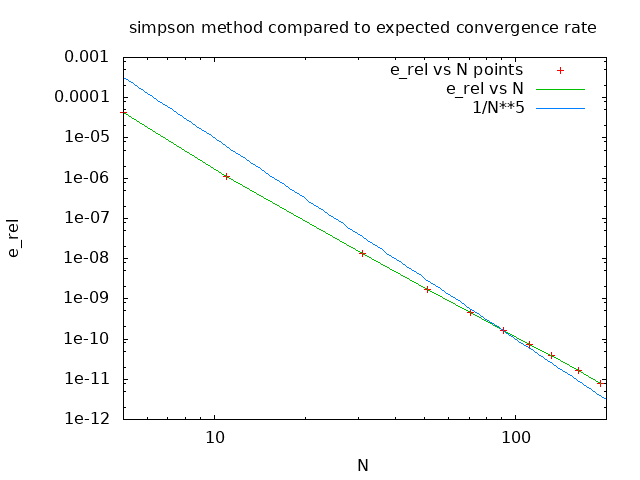 simpson method compared to expected convergence rate
0.001
0.0001
1e-05
1e-06
1e-07
1e-08
1e-09
1e-10
1e-11
1e-12
e_rel
e_rel vs N points
e_rel vs N
1/N**5
10
100
N